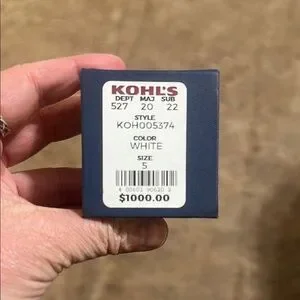 KOHL'S
DEPT MAJ SUB
527 20 22
STYLE
KOH005374
COLOR
WHITE
SIZE
5
$1000.00